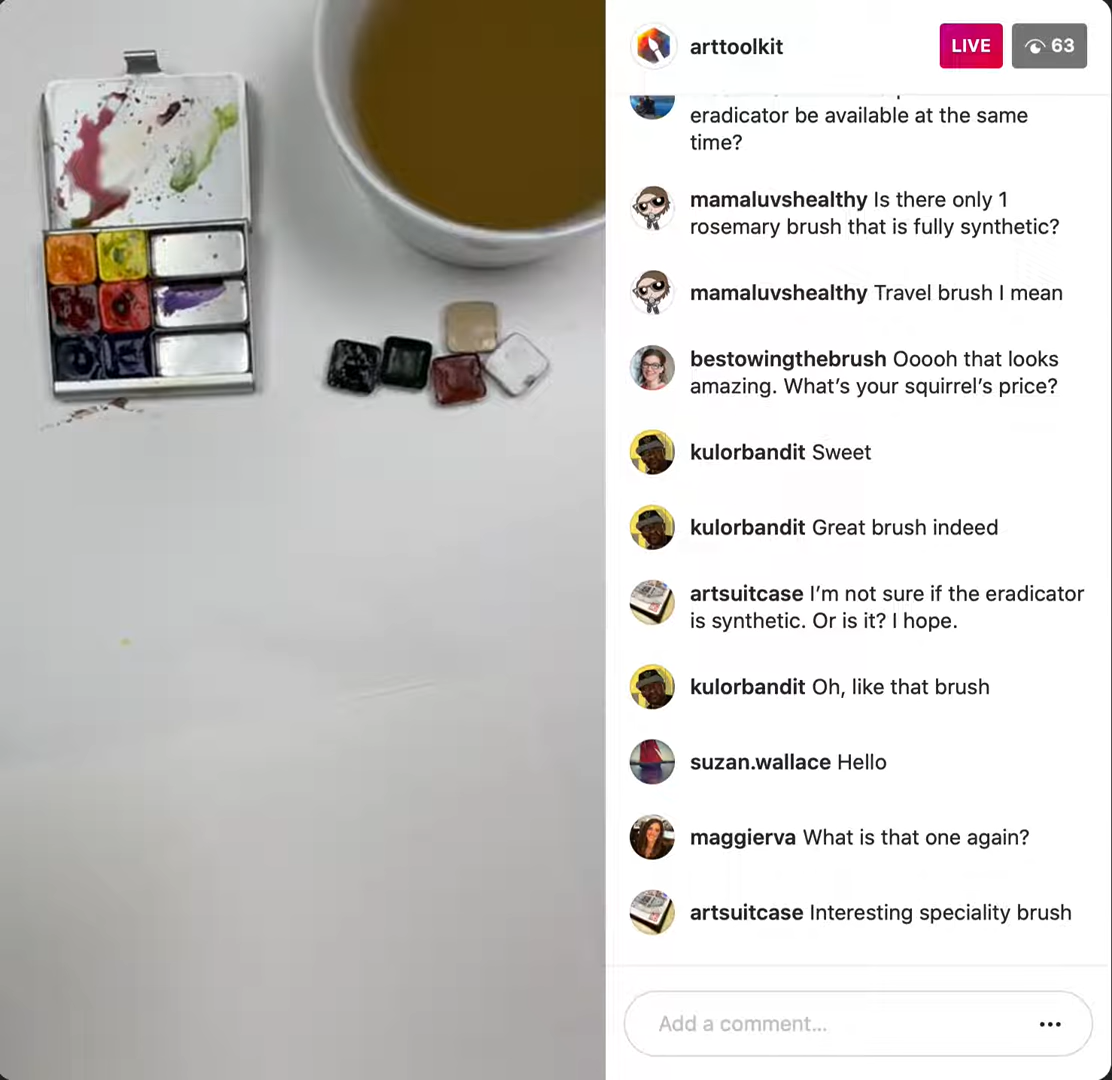 arttoolkit
LIVE
63
eradicator be available at the same
time?
mamaluvshealthy Is there only 1
rosemary brush that is fully synthetic?
mamaluvshealthy Travel brush I mean
bestowingthebrush Ooooh that looks
amazing. What’s your squirrel’s price?
kulorbandit Sweet
kulorbandit Great brush indeed
artsuitcase I’m not sure if the eradicator
is synthetic. Or is it? I hope.
kulorbandit Oh, like that brush
suzan.wallace Hello
maggierva What is that one again?
artsuitcase Interesting speciality brush
Add a comment...